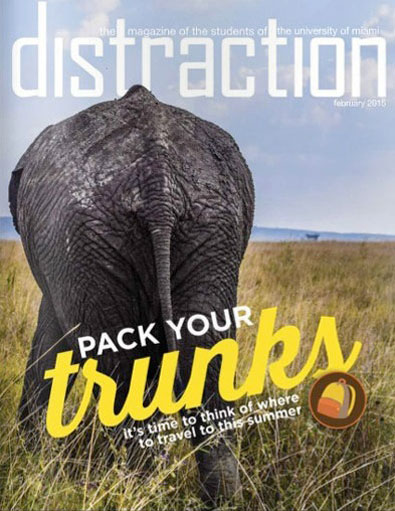 the magazine of the students of the university of miami
distraction
february 2015
PACK YOUR
trunks
it's time to think of where
to travel to this summer